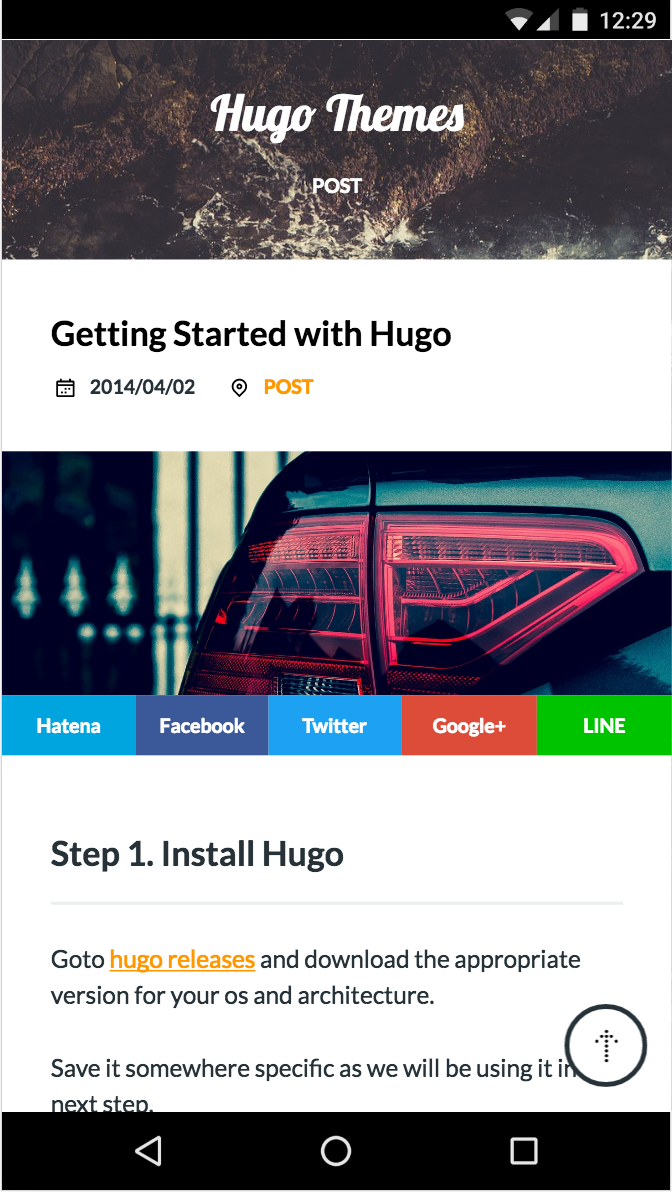 12:29
Hugo Themes
POST
Getting Started with Hugo
2014/04/02 POST
Hatena Facebook Twitter Google+ LINE
Step 1. Install Hugo
Goto hugo releases and download the appropriate
version for your os and architecture.
Save it somewhere specific as we will be using it in
next step.